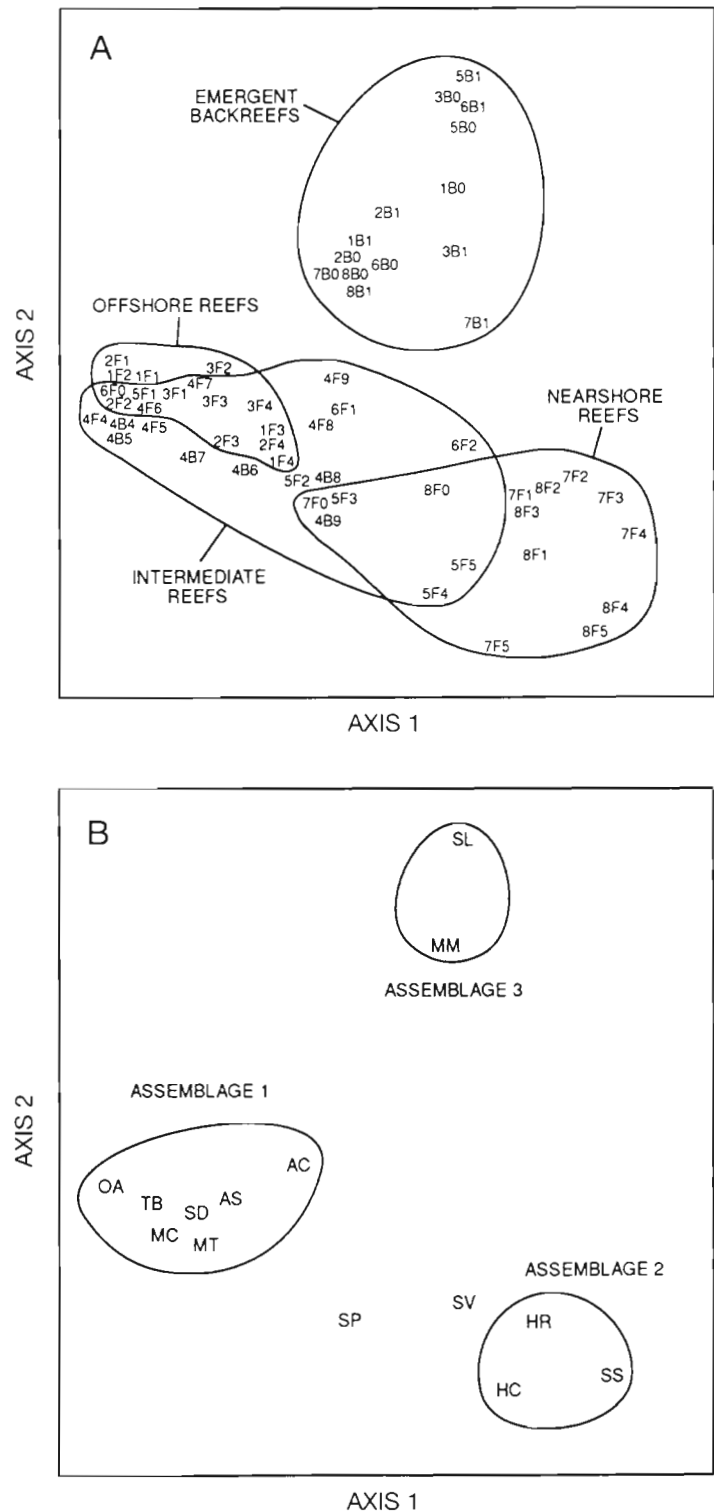 A
EMERGENT
BACKREEFS
5B1
3B0
6B1
5B0
1B0
2B1
1B1
2B0
6B0
3B1
7B0 8B0
8B1
7B1
OFFSHORE REEFS
2F1
1F2 1F1
3F2
4F7
6F0 5F1 3F1
3F3
2F2 4F6
3F4
4F4 4B4 4F5
4B5
2F3
1F3
2F4
1F4
4B7
4B6
4F9
6F1
4F8
6F2
NEARSHORE
REEFS
5F2 4B8
7F0 5F3
4B9
8F0
7F1 8F2 7F2
7F3
8F3
7F4
8F1
5F5
5F4
8F4
8F5
7F5
INTERMEDIATE
REEFS
AXIS 2
AXIS 1
B
SL
MM
ASSEMBLAGE 3
ASSEMBLAGE 1
AC
OA
TB
SD
AS
MC
MT
ASSEMBLAGE 2
SP
SV
HR
HC
SS
AXIS 2
AXIS 1